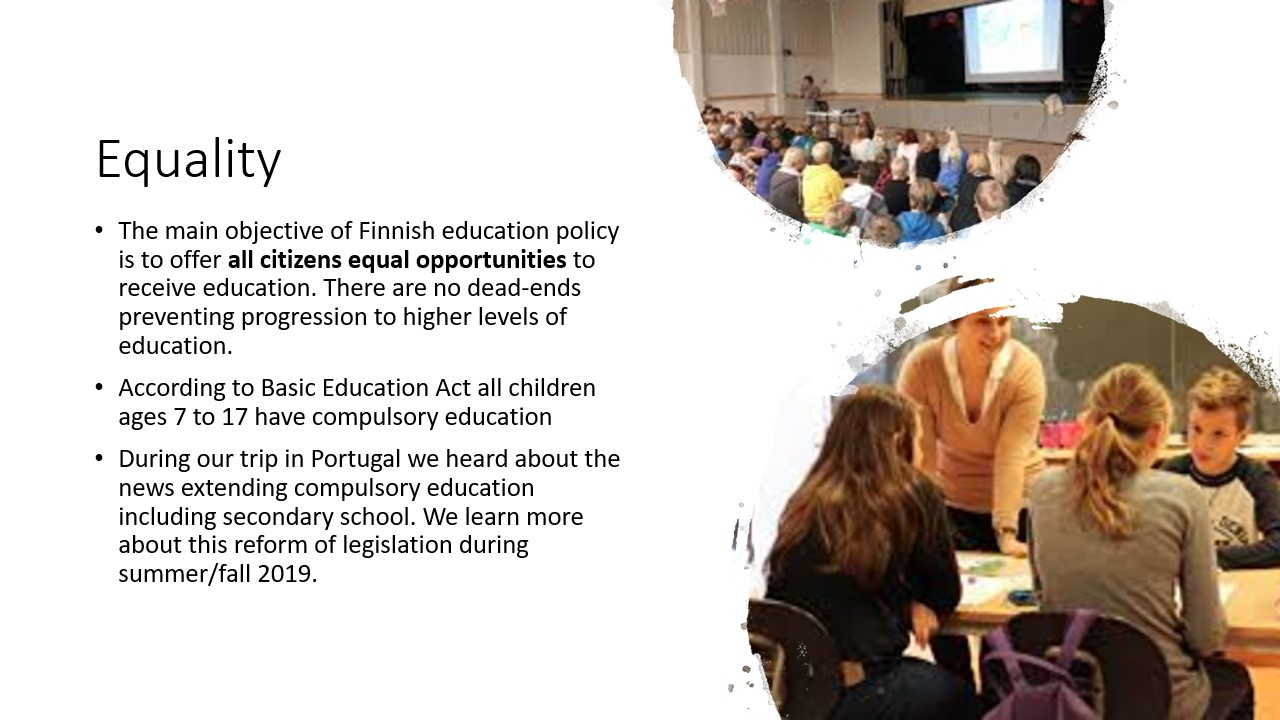 Equality
• The main objective of Finnish education policy
is to offer all citizens equal opportunities to
receive education. There are no dead-ends
preventing progression to higher levels of
education.
• According to Basic Education Act all children
ages 7 to 17 have compulsory education
• During our trip in Portugal we heard about the
news extending compulsory education
including secondary school. We learn more
about this reform of legislation during
summer/fall 2019.